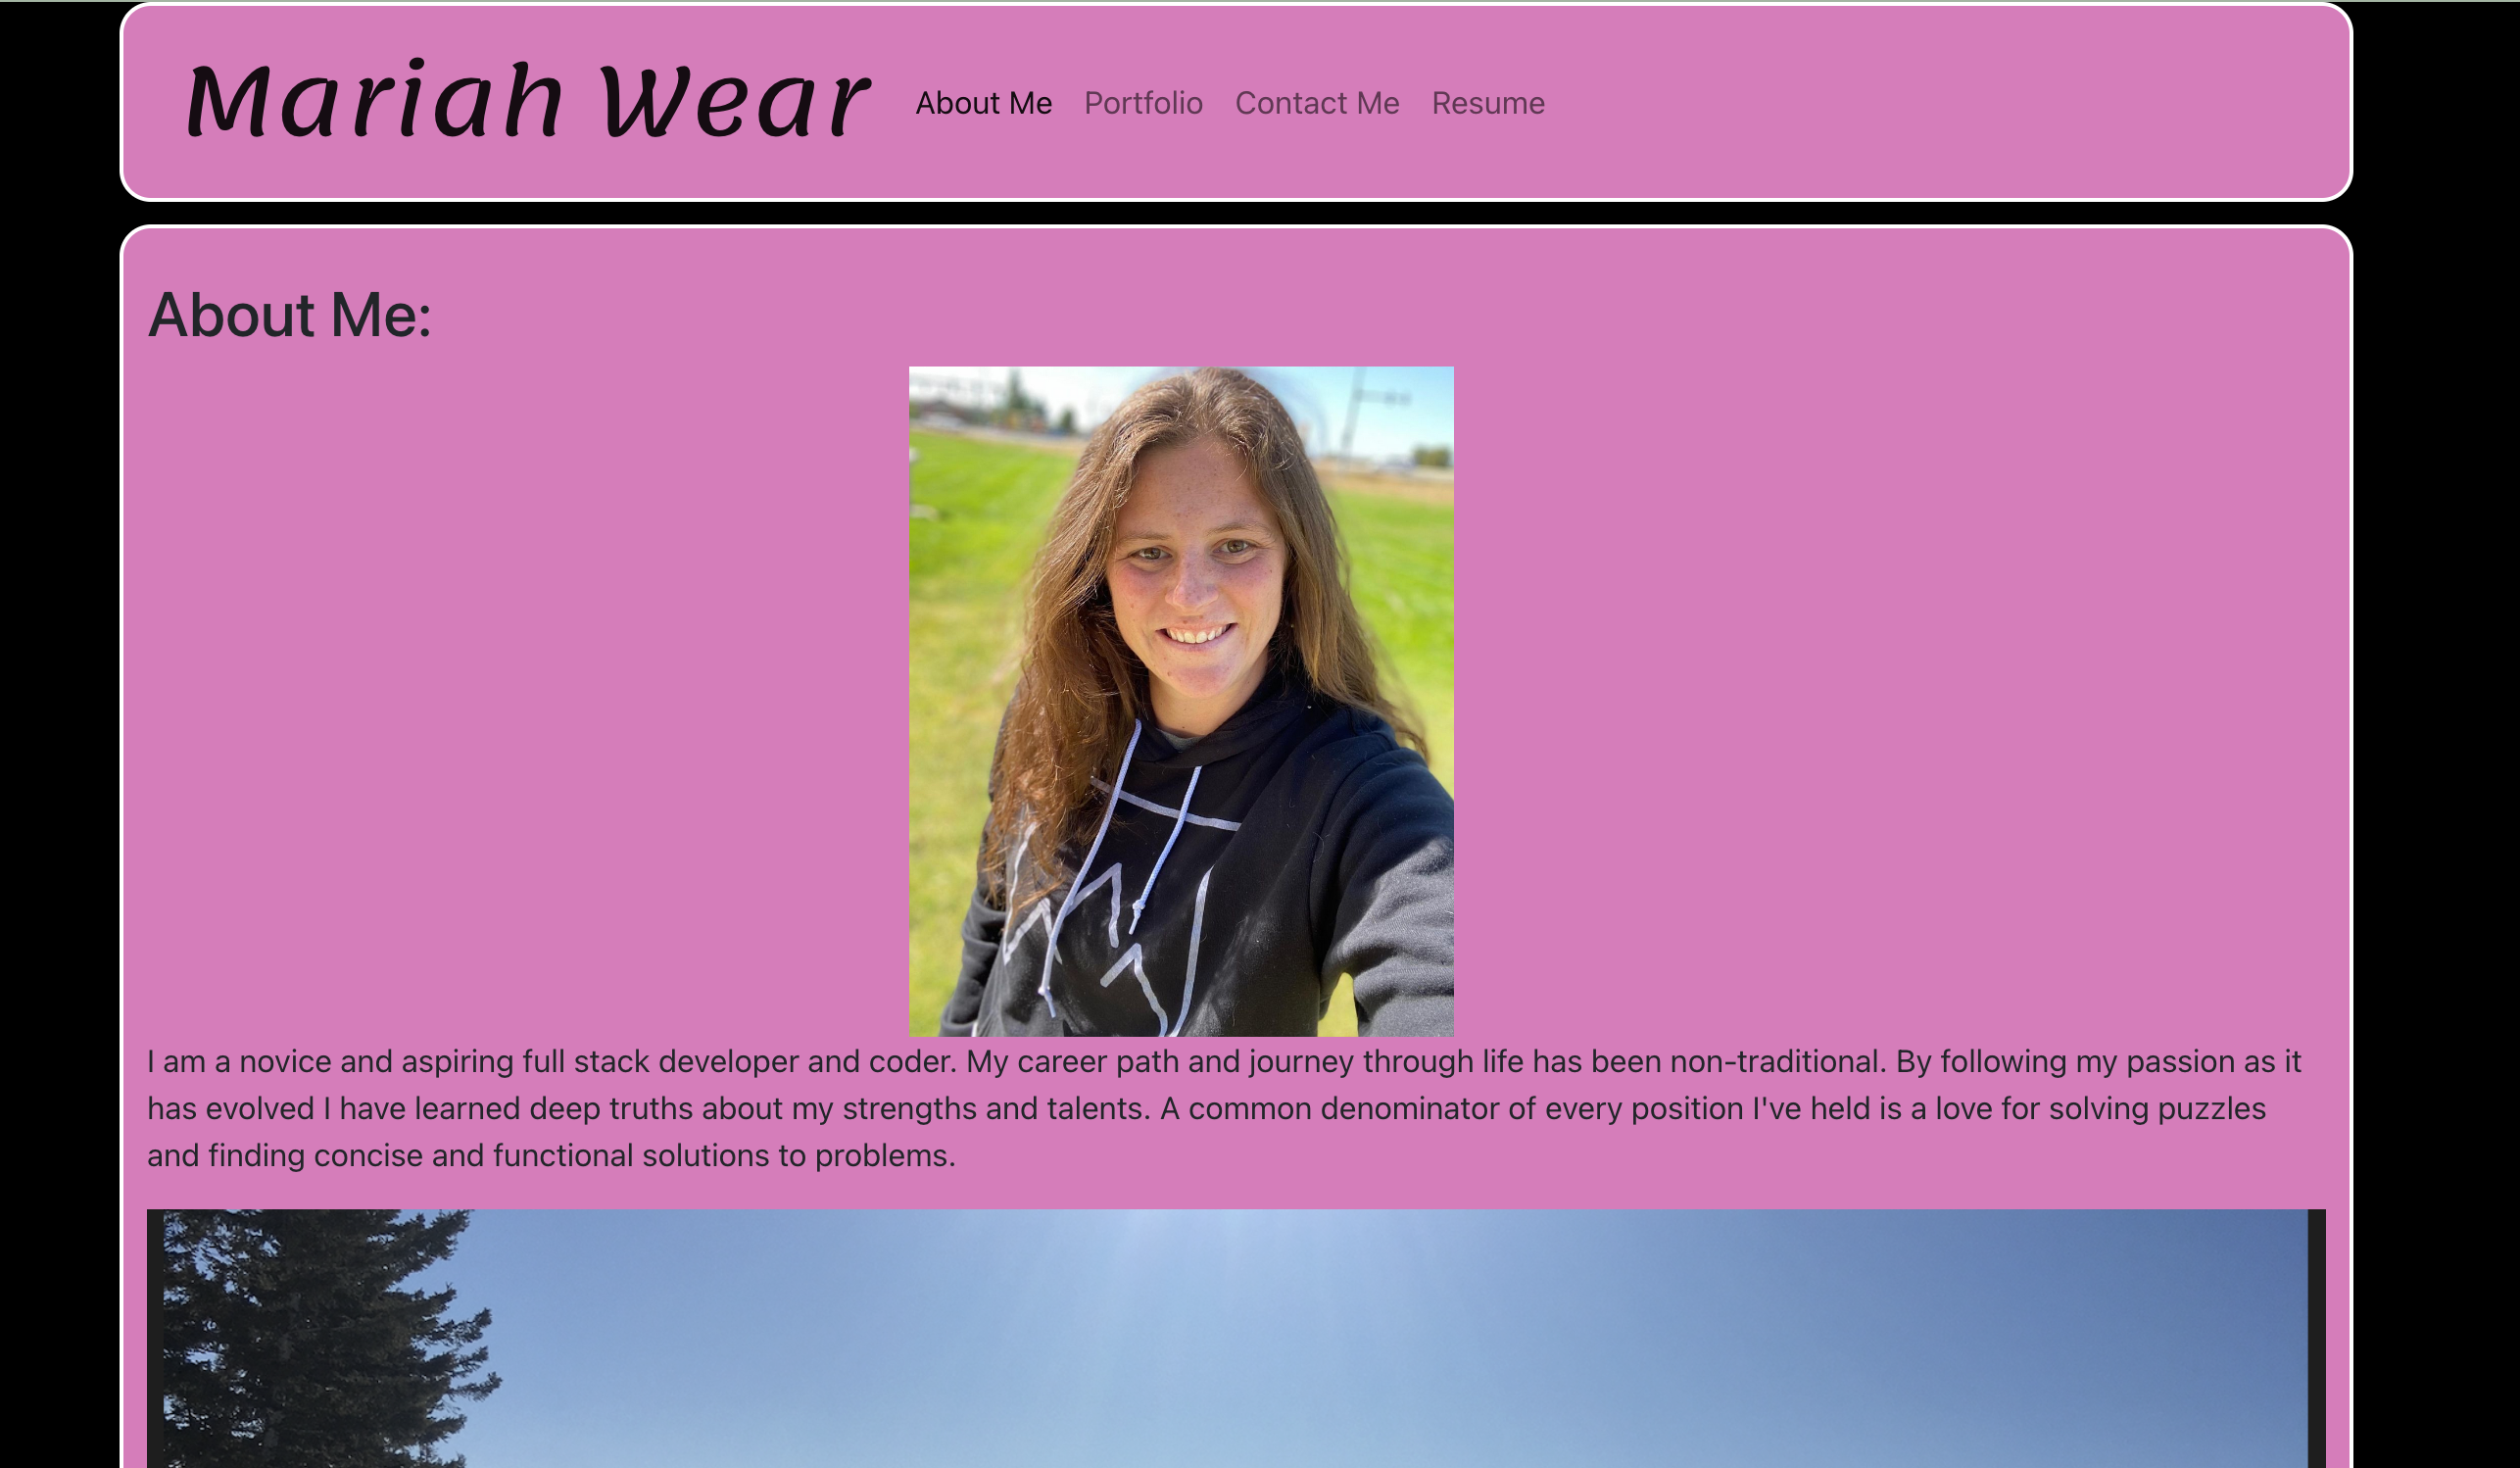 Mariah Wear
About Me Portfolio Contact Me Resume
About Me:
I am a novice and aspiring full stack developer and coder. My career path and journey through life has been non-traditional. By following my passion as it
has evolved I have learned deep truths about my strengths and talents. A common denominator of every position I've held is a love for solving puzzles
and finding concise and functional solutions to problems.